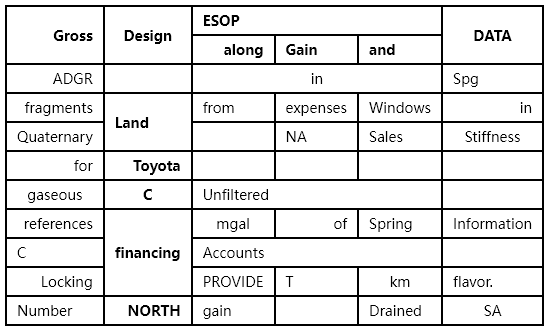 Gross Design ESOP DATA
along Gain and
ADGR in Spg
fragments Land from expenses Windows in
Quaternary NA Sales Stiffness
for Toyota
gaseous C Unfiltered
references financing mgal of Spring Information
C Accounts
Locking PROVIDE T km flavor.
Number NORTH gain Drained SA